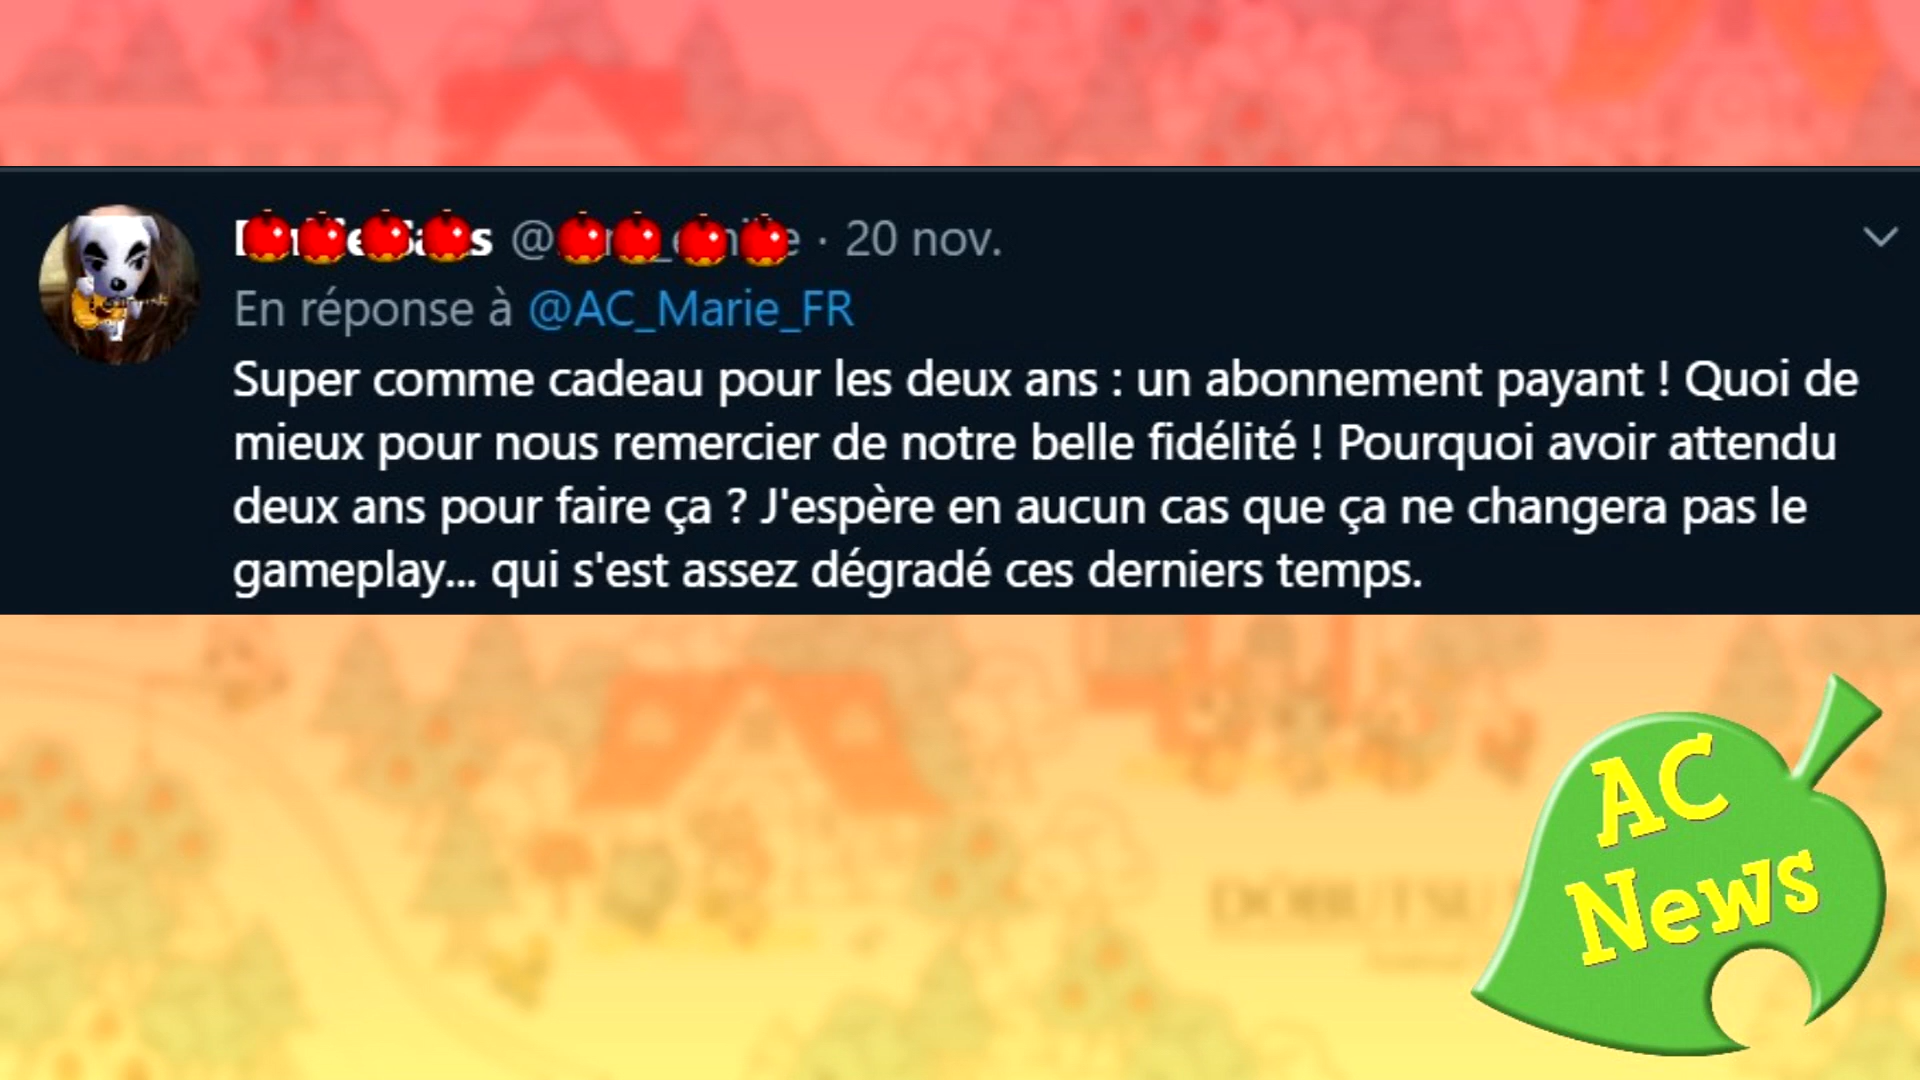 @ · 20 nov.
En réponse à @AC_Marie_FR
Super comme cadeau pour les deux ans : un abonnement payant ! Quoi de
mieux pour nous remercier de notre belle fidélité ! Pourquoi avoir attendu
deux ans pour faire ça ? J'espère en aucun cas que ça ne changera pas le
gameplay... qui s'est assez dégradé ces derniers temps.
AC
News